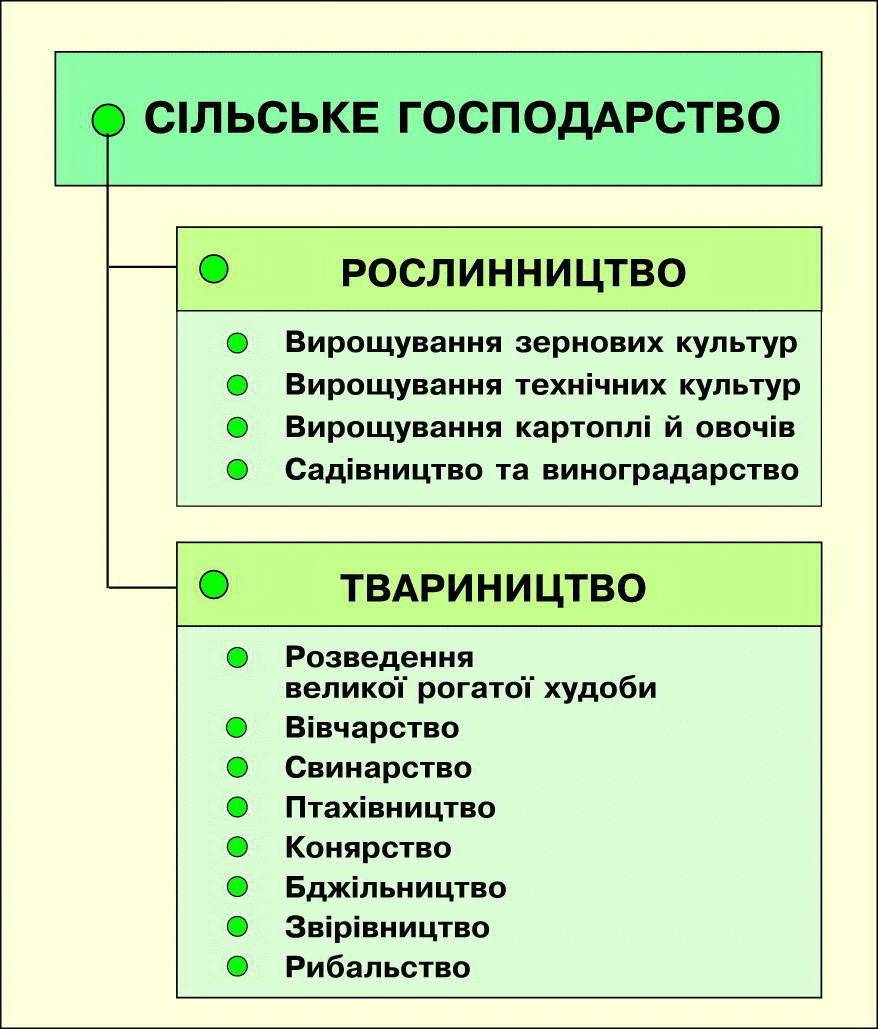 СІЛЬСЬКЕ ГОСПОДАРСТВО
РОСЛИННИЦТВО
Вирощування зернових культур
Вирощування технічних культур
Вирощування картоплі й овочів
Садівництво та виноградарство
ТВАРИНИЦТВО
Розведення
великої рогатої худоби
Вівчарство
Свинарство
Птахівництво
Конярство
Бджільництво
Звірівництво
Рибальство